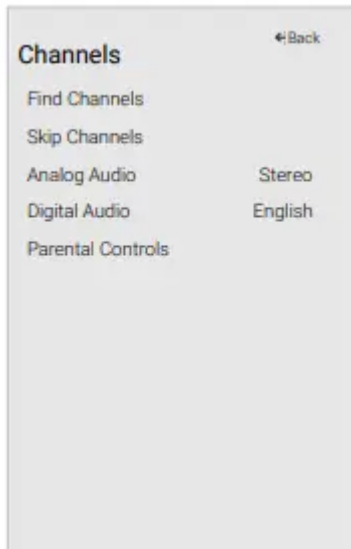 Back
Channels
Find Channels
Skip Channels
Analog Audio Stereo
Digital Audio English
Parental Controls